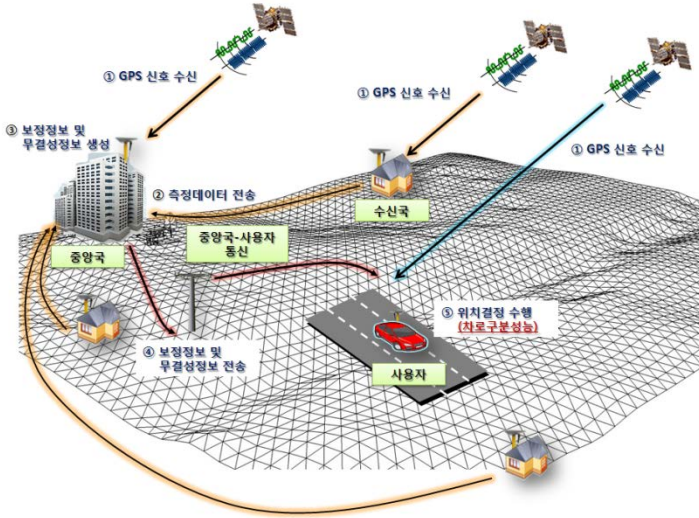 ① GPS 신호 수신
① GPS 신호 수신
① GPS 신호 수신
③ 보정정보 및
무결성정보 생성
② 측정데이터 전송
수신국
중앙국-사용자
통신
중앙국
⑤ 위치결정 수행
(차로구분성능)
④ 보정정보 및
무결성정보 전송
사용자